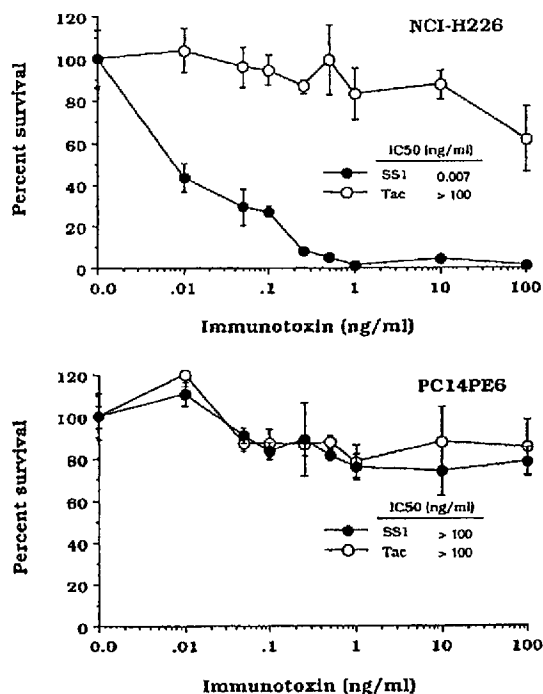 NCI-H226
120
100
80
60
40
20
0
Percent survival
IC50 (ng/ml)
SS1 0.007
Tac > 100
0.0 .01 .1 1 10 100
Immunotoxin (ng/ml)
PC14PE6
120
100
80
60
40
20
0
Percent survival
IC50 (ng/ml)
SS1 > 100
Tac > 100
0.0 .01 .1 1 10 100
Immunotoxin (ng/ml)